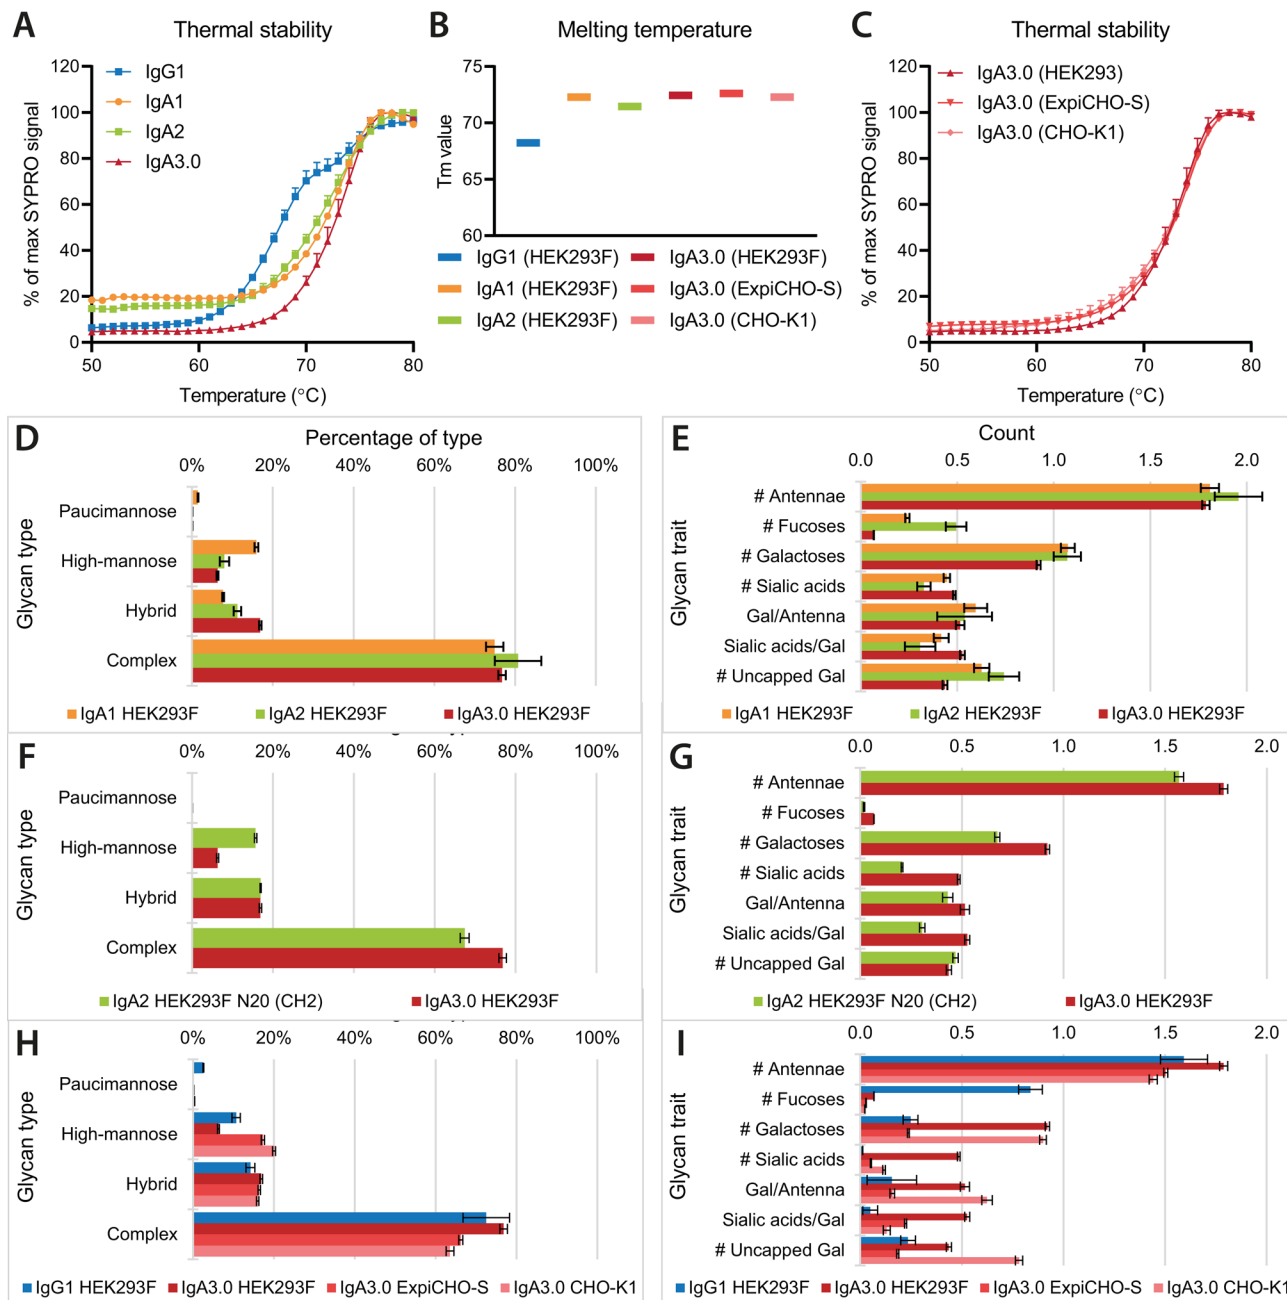 A
Thermal stability
% of max SYPRO signal
120
100
80
60
40
20
0
50
60
70
80
Temperature (°C)
IgG1
IgA1
IgA2
IgA3.0
B
Melting temperature
Tm value
75
70
65
60
IgG1 (HEK293F)
IgA3.0 (HEK293F)
IgA1 (HEK293F)
IgA3.0 (ExpiCHO-S)
IgA2 (HEK293F)
IgA3.0 (CHO-K1)
C
Thermal stability
% of max SYPRO signal
120
100
80
60
40
20
0
50
60
70
80
Temperature (°C)
IgA3.0 (HEK293)
IgA3.0 (ExpiCHO-S)
IgA3.0 (CHO-K1)
D
Percentage of type
0% 20% 40% 60% 80% 100%
Glycan type
Paucimannose
High-mannose
Hybrid
Complex
IgA1 HEK293F IgA2 HEK293F IgA3.0 HEK293F
E
Count
0.0 0.5 1.0 1.5 2.0
Glycan trait
# Antennae
# Fucoses
# Galactoses
# Sialic acids
Gal/Antenna
Sialic acids/Gal
# Uncapped Gal
IgA1 HEK293F IgA2 HEK293F IgA3.0 HEK293F
F
0% 20% 40% 60% 80% 100%
Glycan type
Paucimannose
High-mannose
Hybrid
Complex
IgA2 HEK293F N20 (CH2) IgA3.0 HEK293F
G
0.0 0.5 1.0 1.5 2.0
Glycan trait
# Antennae
# Fucoses
# Galactoses
# Sialic acids
Gal/Antenna
Sialic acids/Gal
# Uncapped Gal
IgA2 HEK293F N20 (CH2) IgA3.0 HEK293F
H
0% 20% 40% 60% 80% 100%
Glycan type
Paucimannose
High-mannose
Hybrid
Complex
IgG1 HEK293F IgA3.0 HEK293F IgA3.0 ExpiCHO-S IgA3.0 CHO-K1
I
0.0 0.5 1.0 1.5 2.0
Glycan trait
# Antennae
# Fucoses
# Galactoses
# Sialic acids
Gal/Antenna
Sialic acids/Gal
# Uncapped Gal
IgG1 HEK293F IgA3.0 HEK293F IgA3.0 ExpiCHO-S IgA3.0 CHO-K1